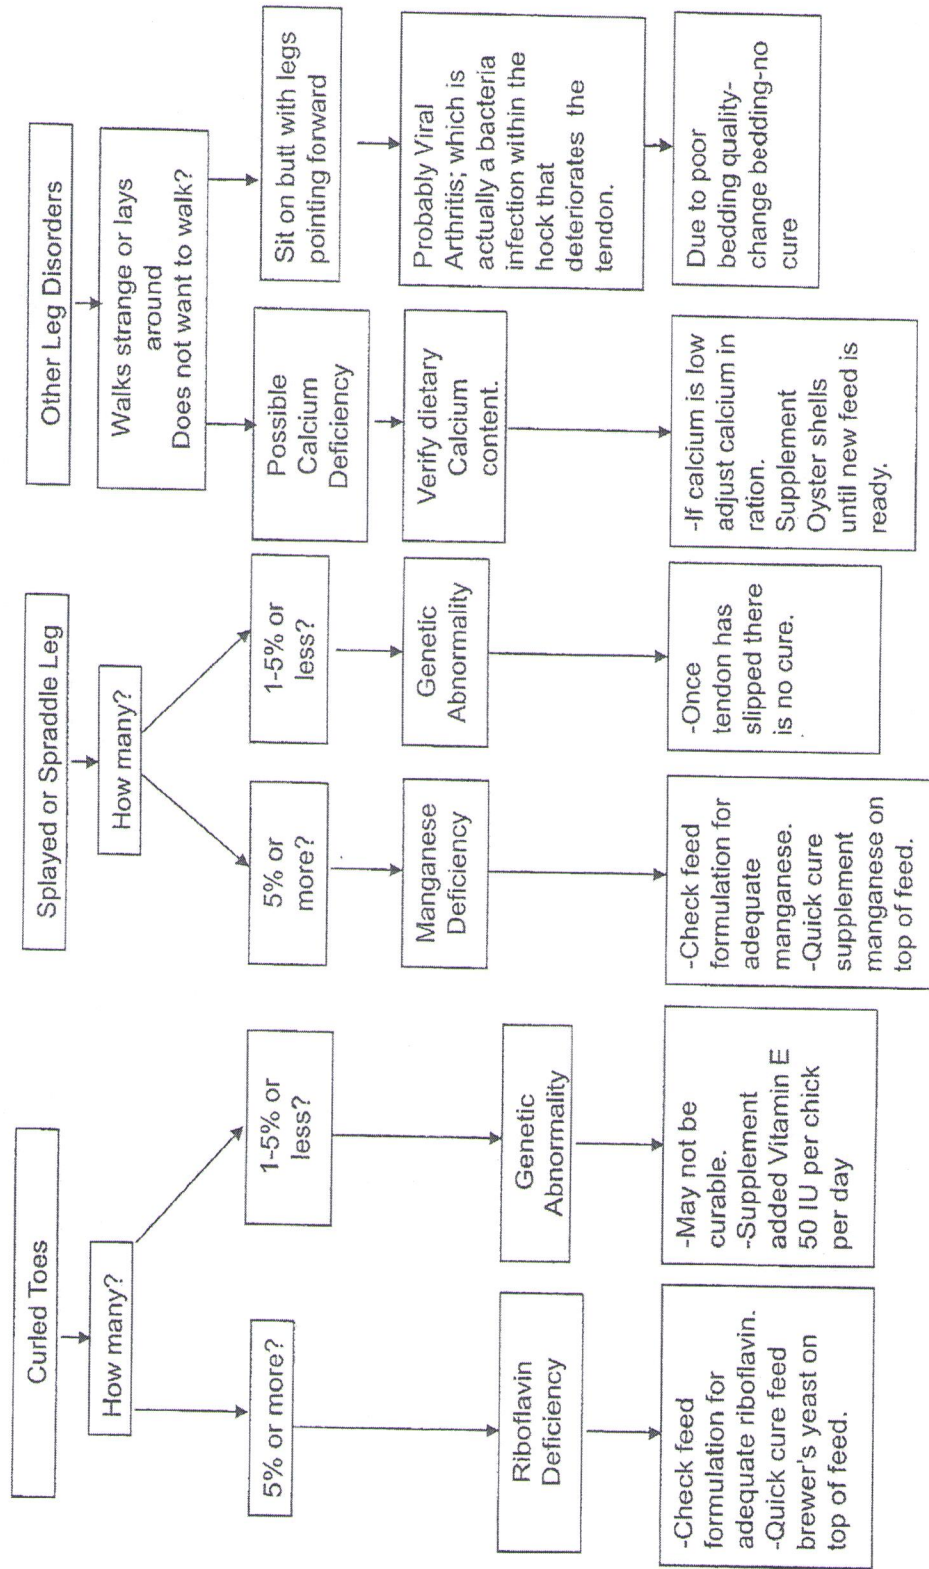 Curled Toes
How many?
5% or more?
Riboflavin
Deficiency
-Check feed
formulation for
adequate riboflavin.
-Quick cure feed
brewer's yeast on
top of feed.
1-5% or
less?
Genetic
Abnormality
-May not be
curable.
-Supplement
added Vitamin E
50 IU per chick
per day
Splayed or Spraddle Leg
How many?
5% or
more?
Manganese
Deficiency
-Check feed
formulation for
adequate
manganese.
-Quick cure
supplement
manganese on
top of feed.
1-5% or
less?
Genetic
Abnormality
-Once
tendon has
slipped there
is no cure.
Other Leg Disorders
Walks strange or lays
around
Does not want to walk?
Possible
Calcium
Deficiency
Verify dietary
Calcium
content.
-If calcium is low
adjust calcium in
ration.
Supplement
Oyster shells
until new feed is
ready.
Sit on butt with legs
pointing forward
Probably Viral
Arthritis; which is
actually a bacteria
infection within the
hock that
deteriorates the
tendon.
Due to poor
bedding quality-
change bedding-no
cure